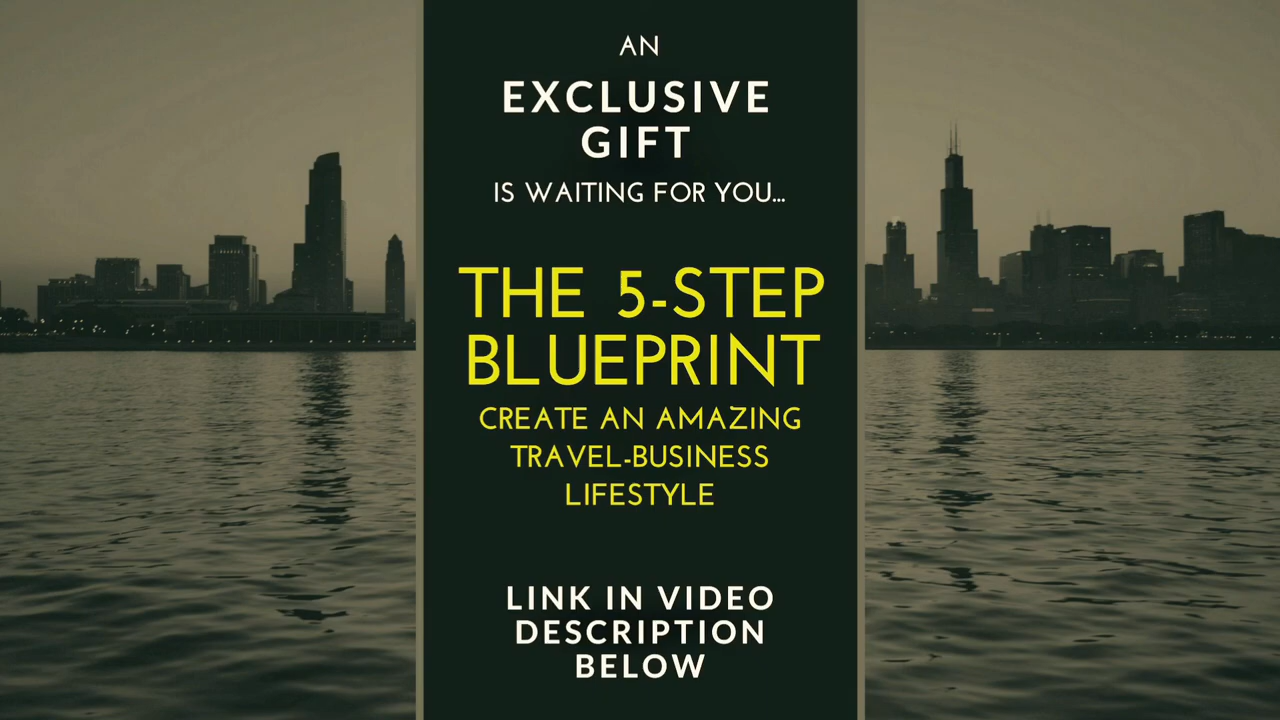 AN
EXCLUSIVE
GIFT
IS WAITING FOR YOU...
THE 5-STEP
BLUEPRINT
CREATE AN AMAZING
TRAVEL-BUSINESS
LIFESTYLE
LINK IN VIDEO
DESCRIPTION
BELOW